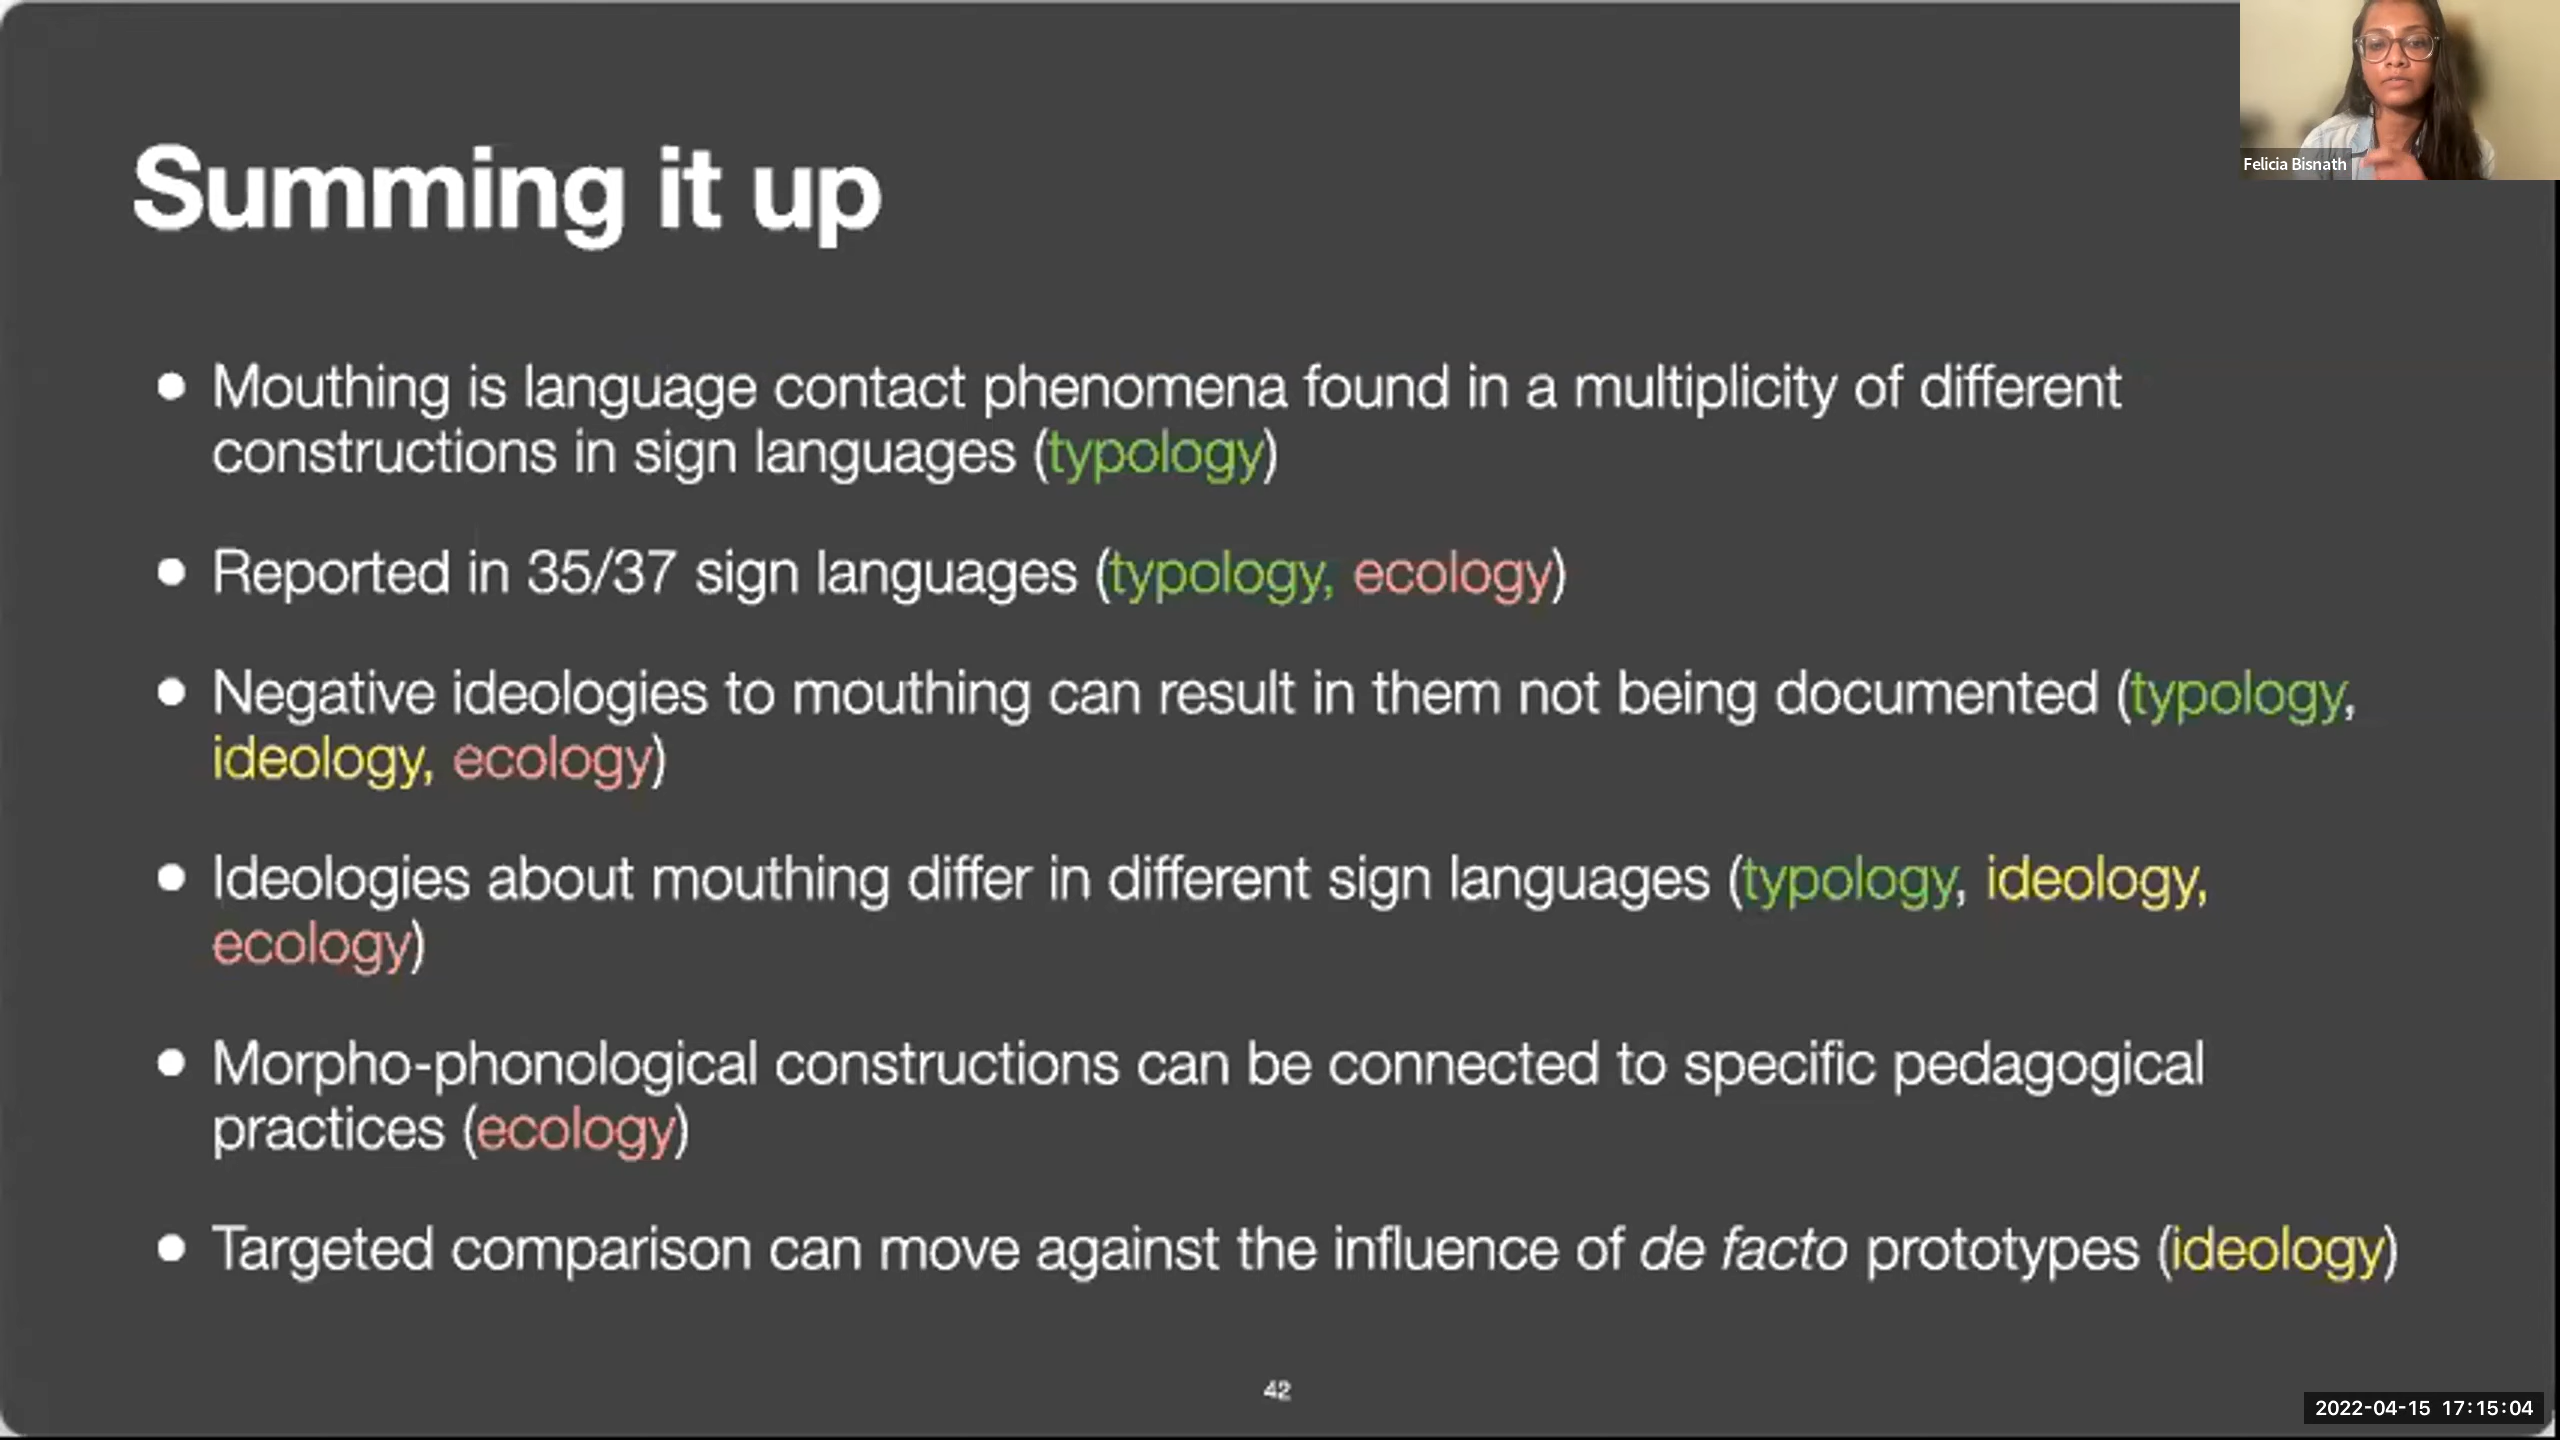 Felicia Bisnath
Summing it up
• Mouthing is language contact phenomena found in a multiplicity of different
constructions in sign languages (typology)
• Reported in 35/37 sign languages (typology, ecology)
• Negative ideologies to mouthing can result in them not being documented (typology,
ideology, ecology)
• Ideologies about mouthing differ in different sign languages (typology, ideology,
ecology)
• Morpho-phonological constructions can be connected to specific pedagogical
practices (ecology)
• Targeted comparison can move against the influence of de facto prototypes (ideology)
42
2022-04-15 17:15:04